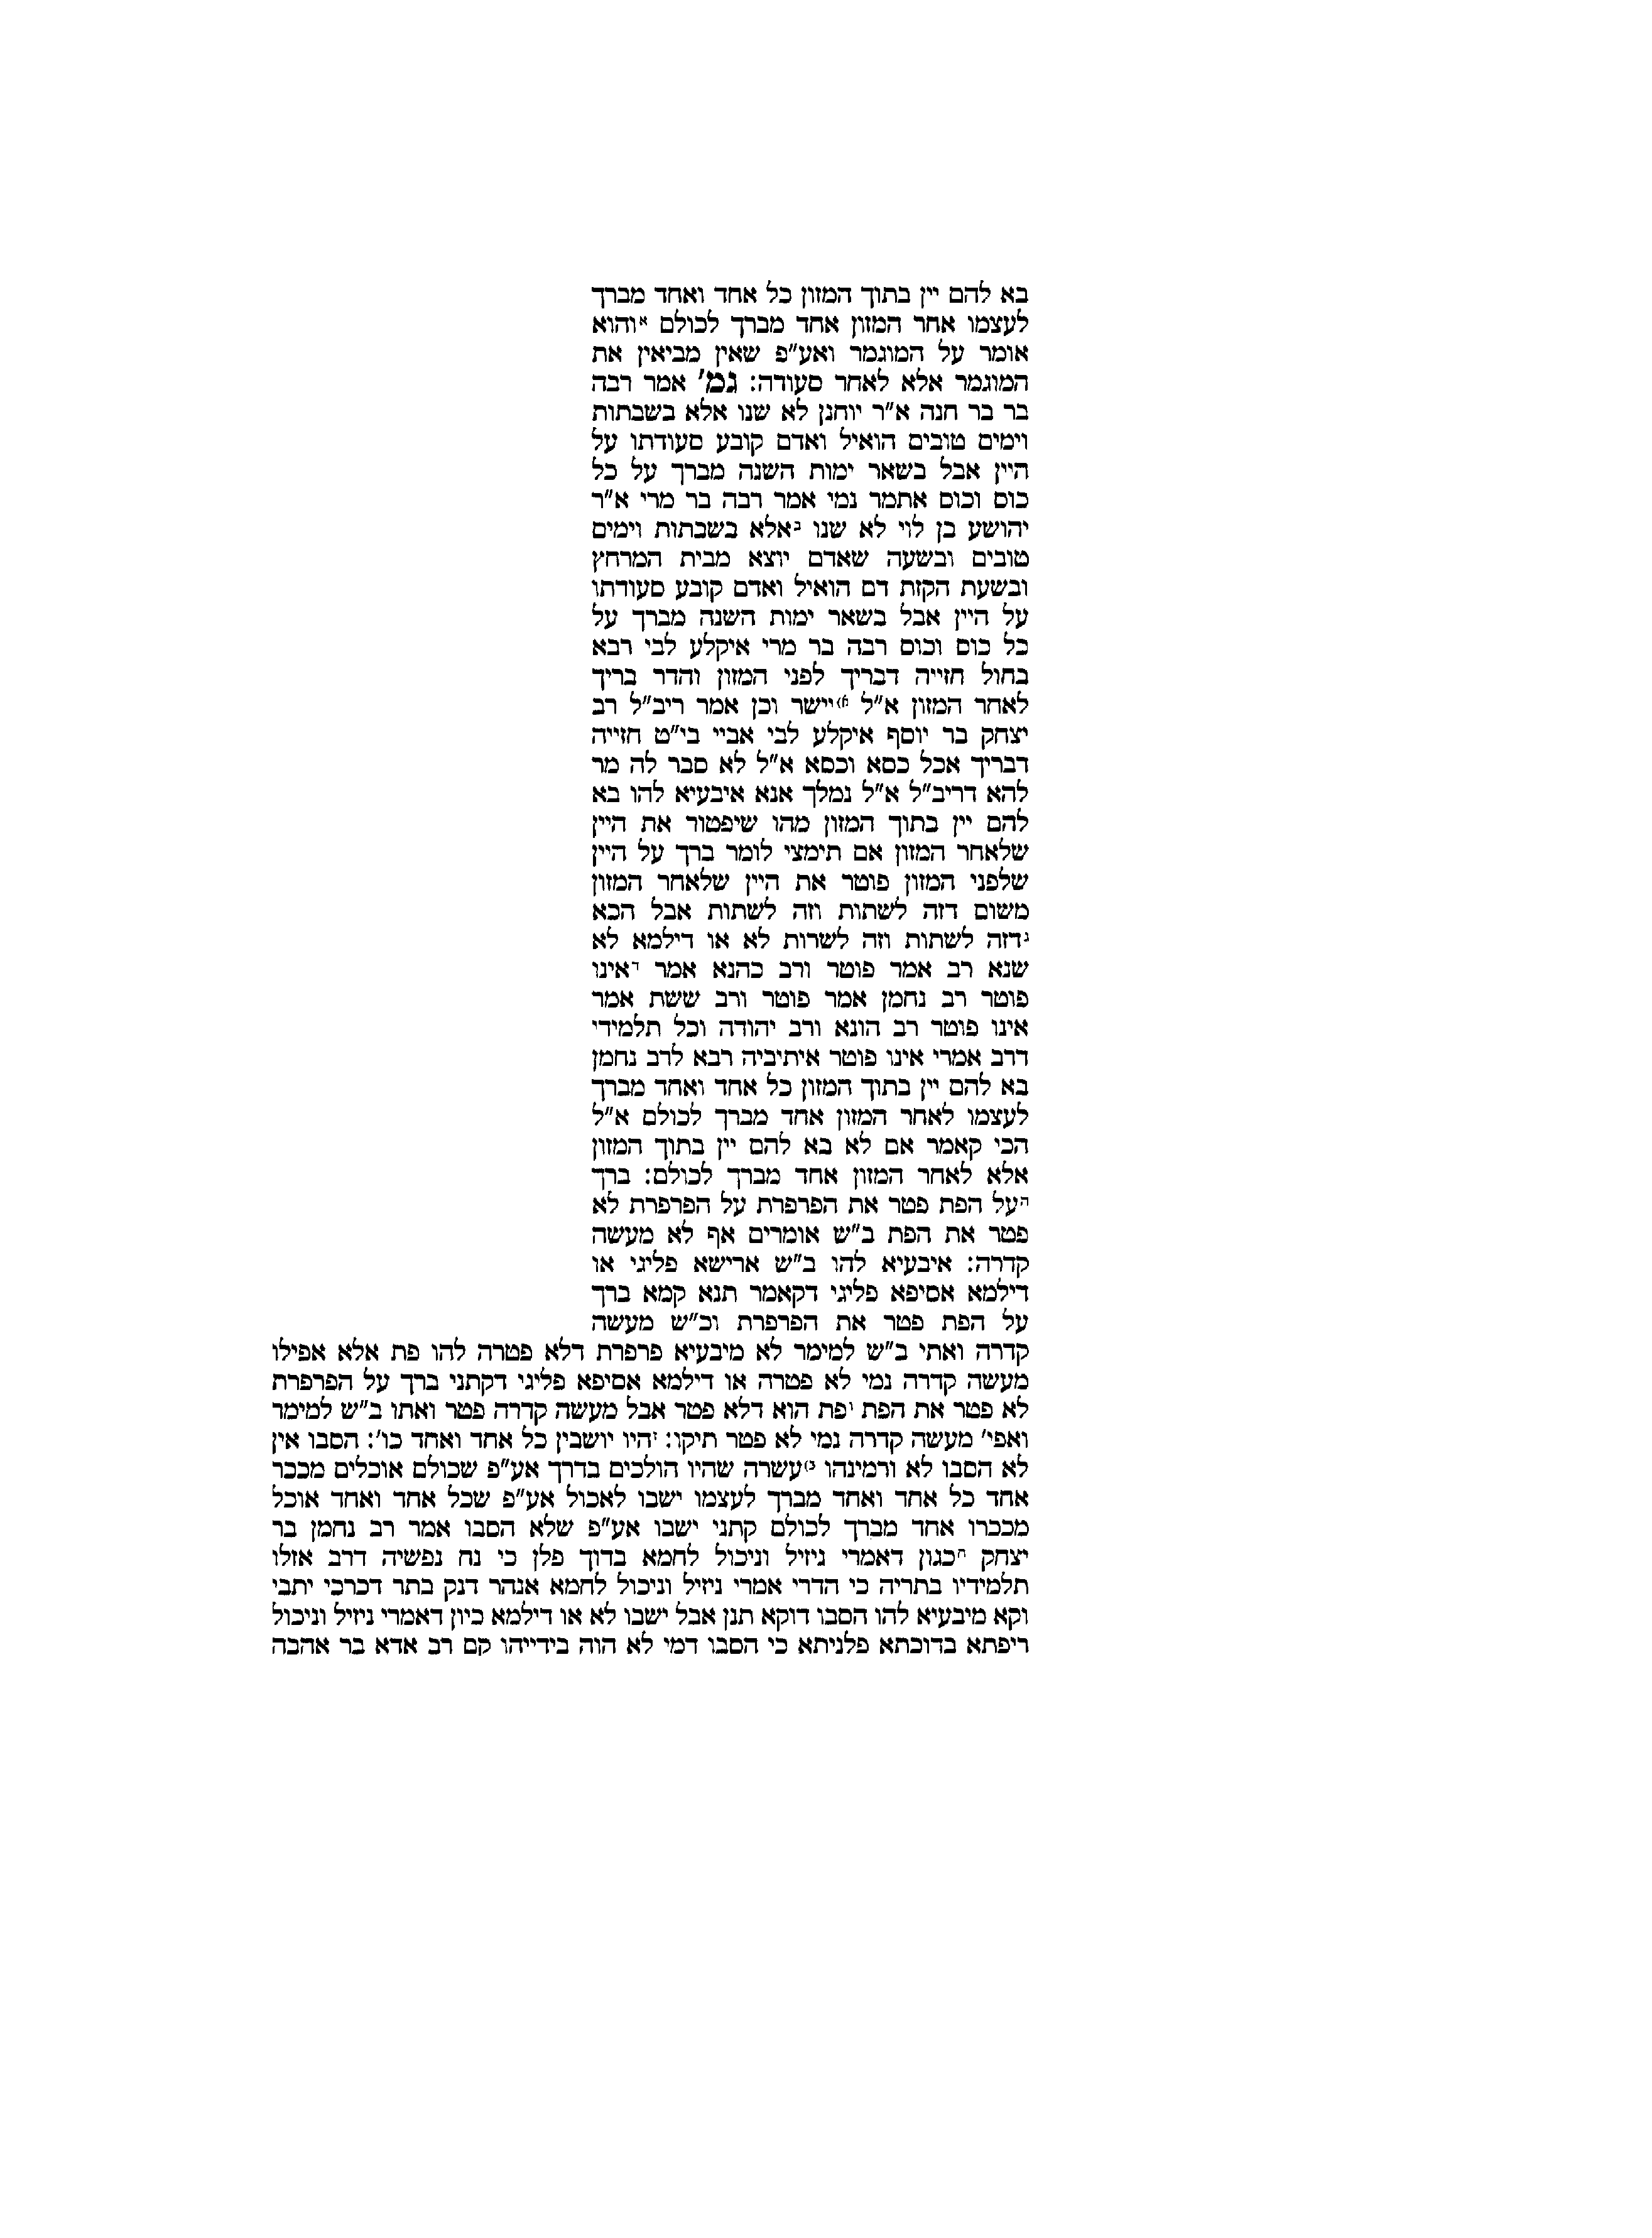 בא להם יין בתוך המזון כל אחד ואחד מברך
לעצמו אחר המזון אחד מברך לכולם א והוא
אומר על המוגמר ואע״פ שאין מביאין את
המוגמר אלא לאחר סעודה: גמ׳ אמר רבה
בר בר חנה א״ר יוחנן לא שנו אלא בשבתות
וימים טובים הואיל ואדם קובע סעודתו על
היין אבל בשאר ימות השנה מברך על כל
כוס וכוס אתמר נמי אמר רבה בר מרי א״ר
יהושע בן לוי לא שנו ב אלא בשבתות וימים
טובים ובשעה שאדם יוצא מבית המרחץ
ובשעת הקזת דם הואיל ואדם קובע סעודתו
על היין אבל בשאר ימות השנה מברך על
כל כוס וכוס רבה בר מרי איקלע לבי רבא
בחול חזייה דבריך לפני המזון והדר בריך
לאחר המזון א״ל א) יישר וכן אמר ריב״ל רב
יצחק בר יוסף איקלע לבי אביי בי״ט חזייה
דבריך אכל כסא וכסא א״ל לא סבר לה מר
להא דריב״ל א״ל נמלך אנא איבעיא להו בא
להם יין בתוך המזון מהו שיפטור את היין
שלאחר המזון אם תימצי לומר ברך על היין
שלפני המזון פוטר את היין שלאחר המזון
משום דזה לשתות וזה לשתות אבל הכא
ג דזה לשתות וזה לשרות לא או דילמא לא
שנא רב אמר פוטר ורב כהנא אמר ד אינו
פוטר רב נחמן אמר פוטר ורב ששת אמר
אינו פוטר רב הונא ורב יהודה וכל תלמידי
דרב אמרי אינו פוטר איתיביה רבא לרב נחמן
בא להם יין בתוך המזון כל אחד ואחד מברך
לעצמו לאחר המזון אחד מברך לכולם א״ל
הכי קאמר אם לא בא להם יין בתוך המזון
אלא לאחר המזון אחד מברך לכולם: ברך
ה על הפת פטר את הפרפרת על הפרפרת לא
פטר את הפת ב״ש אומרים אף לא מעשה
קדרה: איבעיא להו ב״ש ארישא פליגי או
דילמא אסיפא פליגי דקאמר תנא קמא ברך
על הפת פטר את הפרפרת וכ״ש מעשה
קדרה ואתי ב״ש למימר לא מיבעיא פרפרת דלא פטרה להו פת אלא אפילו
מעשה קדרה נמי לא פטרה או דילמא אסיפא פליגי דקתני ברך על הפרפרת
לא פטר את הפת ו פת הוא דלא פטר אבל מעשה קדרה פטר ואתו ב״ש למימר
ואפי׳ מעשה קדרה נמי לא פטר תיקו: ז היו יושבין כל אחד ואחד כו׳: הסבו אין
לא הסבו לא ורמינהו ב) עשרה שהיו הולכים בדרך אע״פ שכולם אוכלים מככר
אחד כל אחד ואחד מברך לעצמו ישבו לאכול אע״פ שכל אחד ואחד אוכל
מככרו אחד מברך לכולם קתני ישבו אע״פ שלא הסבו אמר רב נחמן בר
יצחק ח כגון דאמרי ניזיל וניכול לחמא בדוך פלן כי נח נפשיה דרב אזלו
תלמידיו בתריה כי הדרי אמרי ניזיל וניכול לחמא אנהר דנק בתר דכרכי יתבי
וקא מיבעיא להו הסבו דוקא תנן אבל ישבו לא או דילמא כיון דאמרי ניזיל וניכול
ריפתא בדוכתא פלניתא כי הסבו דמי לא הוה בידייהו קם רב אדא בר אהבה